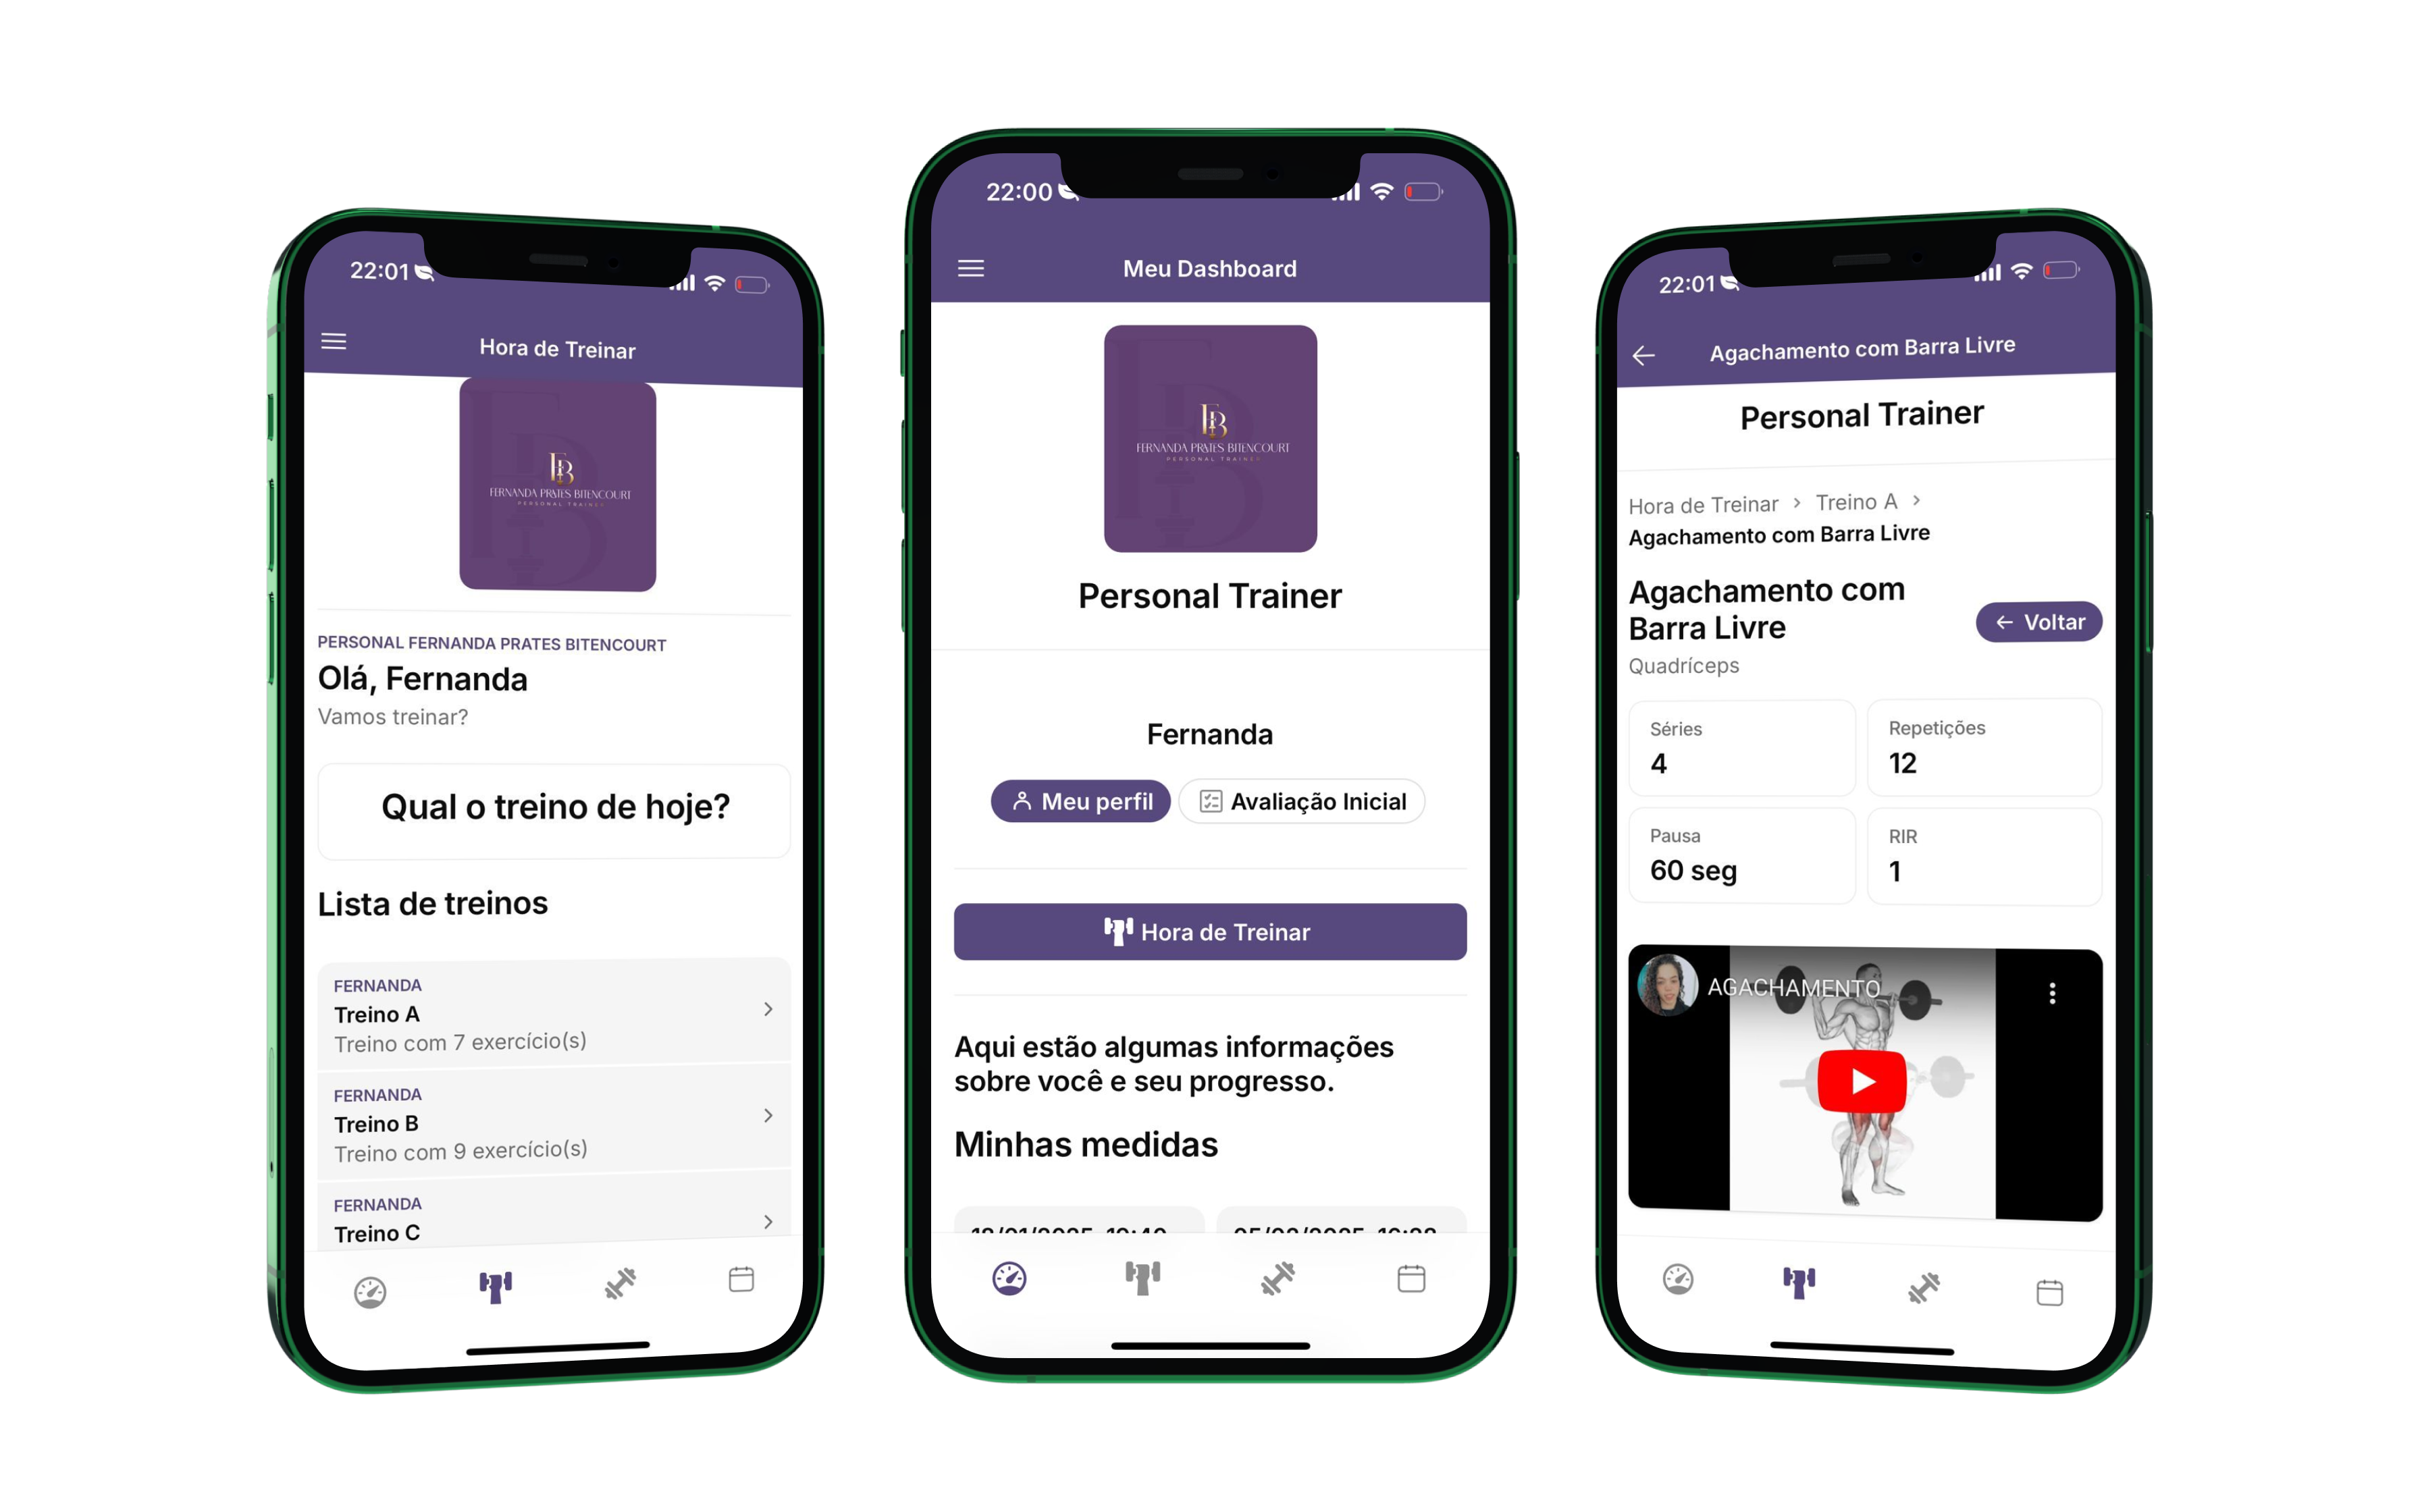 22:01
Hora de Treinar
FB
FERNANDA PRATES BITENCOURT
PERSONAL TRAINER
PERSONAL FERNANDA PRATES BITENCOURT
Olá, Fernanda
Vamos treinar?
Qual o treino de hoje?
Lista de treinos
FERNANDA
Treino A
Treino com 7 exercício(s)
FERNANDA
Treino B
Treino com 9 exercício(s)
FERNANDA
Treino C
22:00
Meu Dashboard
FB
FERNANDA PRATES BITENCOURT
PERSONAL TRAINER
Personal Trainer
Fernanda
Meu perfil
Avaliação Inicial
Hora de Treinar
Aqui estão algumas informações
sobre você e seu progresso.
Minhas medidas
22:01
Agachamento com Barra Livre
Personal Trainer
Hora de Treinar > Treino A >
Agachamento com Barra Livre
Agachamento com
Barra Livre
Voltar
Quadríceps
Séries
4
Repetições
12
Pausa
60 seg
RIR
1
AGACHAMENTO